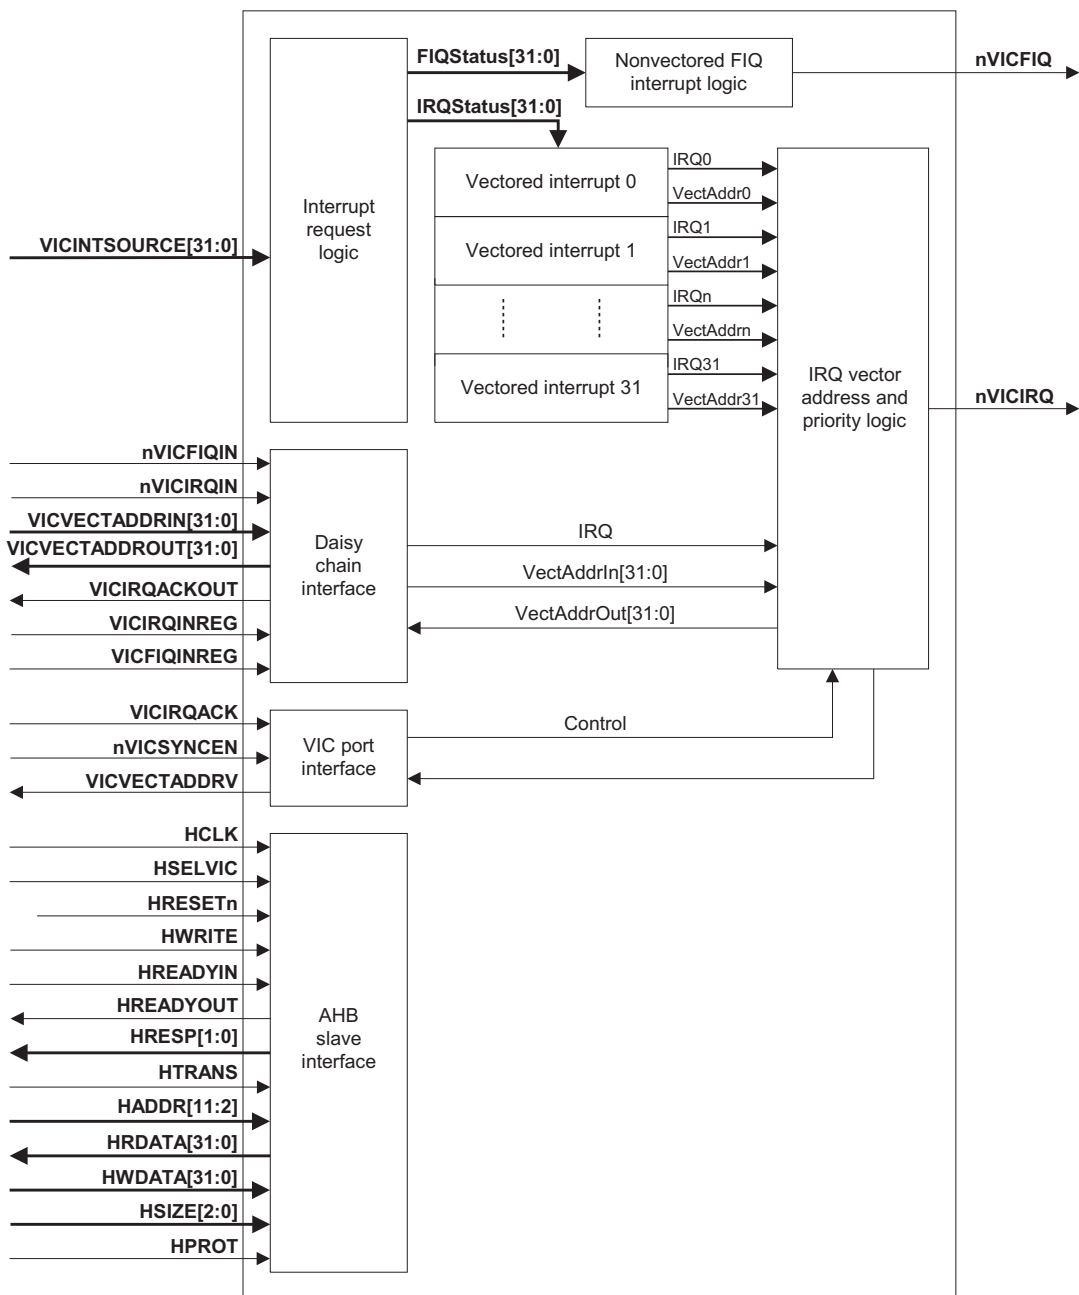 FIQStatus[31:0]
Nonvectored FIQ
interrupt logic
nVICFIQ
IRQStatus[31:0]
Interrupt
request
logic
VICINTSOURCE[31:0]
Vectored interrupt 0
Vectored interrupt 1
Vectored interrupt 31
IRQ0
VectAddr0
IRQ1
VectAddr1
IRQn
VectAddrn
IRQ31
VectAddr31
IRQ vector
address and
priority logic
nVICIRQ
nVICFIQIN
nVICIRQIN
VICVECTADDRIN[31:0]
VICVECTADDROUT[31:0]
VICIRQACKOUT
VICIRQINREG
VICFIQINREG
Daisy
chain
interface
IRQ
VectAddrIn[31:0]
VectAddrOut[31:0]
VICIRQACK
nVICSYNCEN
VICVECTADDRV
VIC port
interface
Control
HCLK
HSELVIC
HRESETn
HWRITE
HREADYIN
HREADYOUT
HRESP[1:0]
HTRANS
HADDR[11:2]
HRDATA[31:0]
HWDATA[31:0]
HSIZE[2:0]
HPROT
AHB
slave
interface